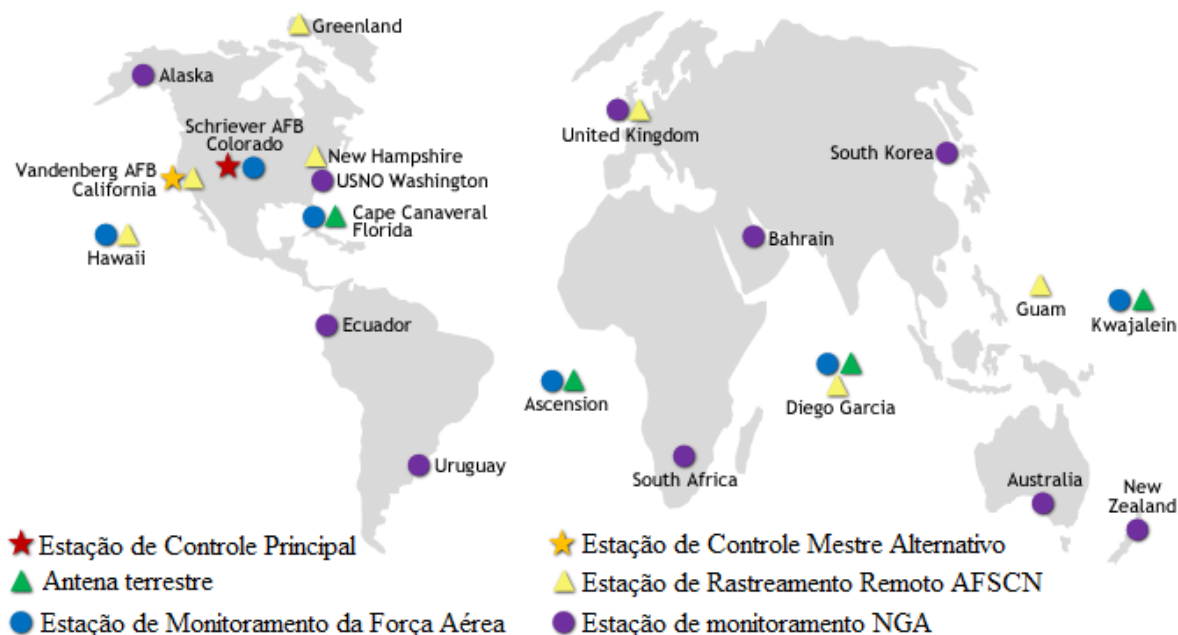 Greenland
Alaska
Schriever AFB
Colorado
United Kingdom
New Hampshire
South Korea
Vandenberg AFB
California
USNO Washington
Cape Canaveral
Florida
Bahrain
Hawaii
Guam
Ecuador
Kwajalein
Ascension
Diego Garcia
Uruguay
South Africa
Australia
New
Zealand
Estação de Controle Principal
Estação de Controle Mestre Alternativo
Antena terrestre
Estação de Rastreamento Remoto AFSCN
Estação de Monitoramento da Força Aérea
Estação de monitoramento NGA